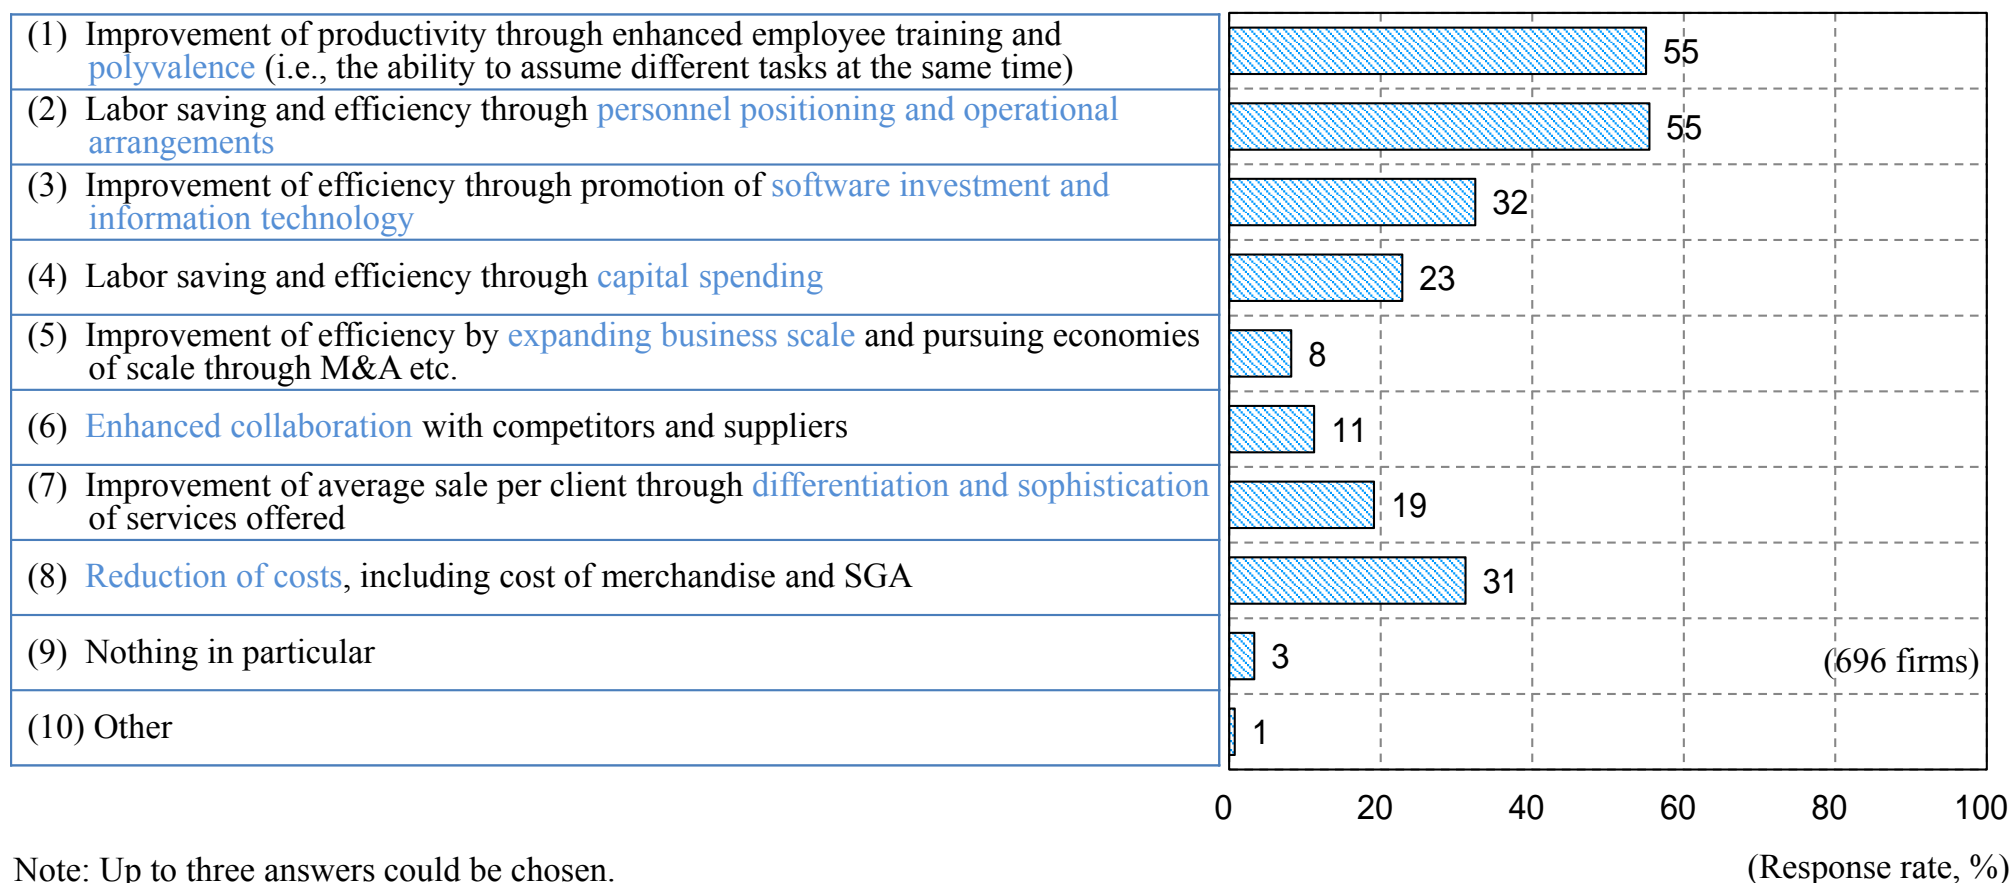 (1) Improvement of productivity through enhanced employee training and
polyvalence (i.e., the ability to assume different tasks at the same time)
55
(2) Labor saving and efficiency through personnel positioning and operational
arrangements
55
(3) Improvement of efficiency through promotion of software investment and
information technology
32
(4) Labor saving and efficiency through capital spending
23
(5) Improvement of efficiency by expanding business scale and pursuing economies
of scale through M&A etc.
8
(6) Enhanced collaboration with competitors and suppliers
11
(7) Improvement of average sale per client through differentiation and sophistication
of services offered
19
(8) Reduction of costs, including cost of merchandise and SGA
31
(9) Nothing in particular
3
(696 firms)
(10) Other
1
0 20 40 60 80 100
(Response rate, %)
Note: Up to three answers could be chosen.